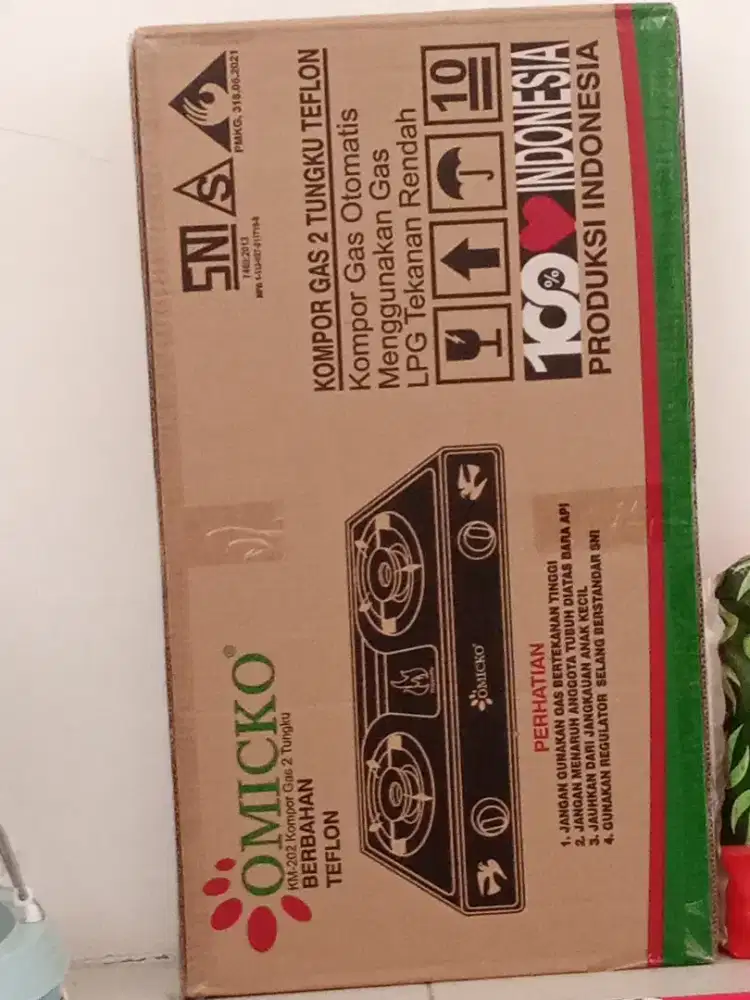 OMICKO®
KM-202 Kompor Gas 2 Tungku
BERBAHAN
TEFLON
SNI
7469:2013
S
PMKG. 318.06.2021
KOMPOR GAS 2 TUNGKU TEFLON
Kompor Gas Otomatis
Menggunakan Gas
LPG Tekanan Rendah
10
100% INDONESIA
PRODUKSI INDONESIA
OMICKO®
PERHATIAN
1. JANGAN GUNAKAN GAS BERTEKANAN TINGGI
2. JANGAN MENARUH ANGGOTA TUBUH DIATAS BARA API
3. JAUHKAN DARI JANGKAUAN ANAK KECIL
4. GUNAKAN REGULATOR SELANG BERSTANDAR SNI